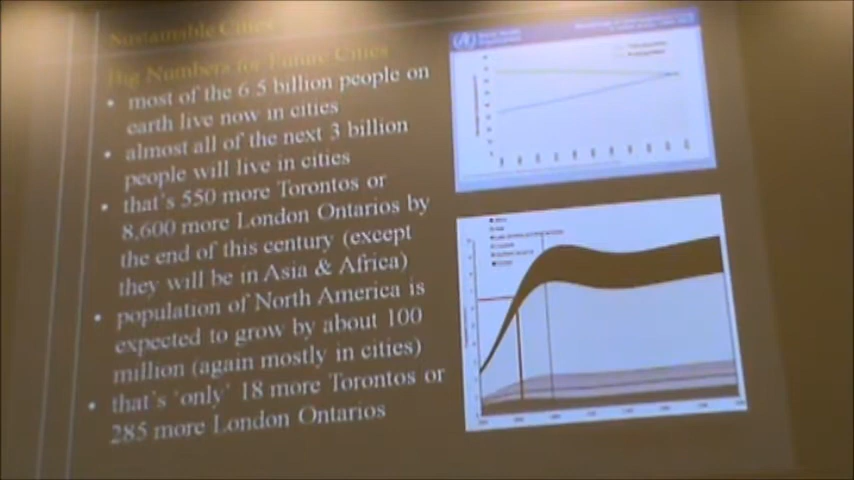 Sustainable Cities
Big Numbers for Future Cities
• most of the 6.5 billion people on
earth live now in cities
• almost all of the next 3 billion
people will live in cities
• that's 550 more Torontos or
8,600 more London Ontarios by
the end of this century (except
they will be in Asia & Africa)
• population of North America is
expected to grow by about 100
million (again mostly in cities)
• that's 'only' 18 more Torontos or
285 more London Ontarios